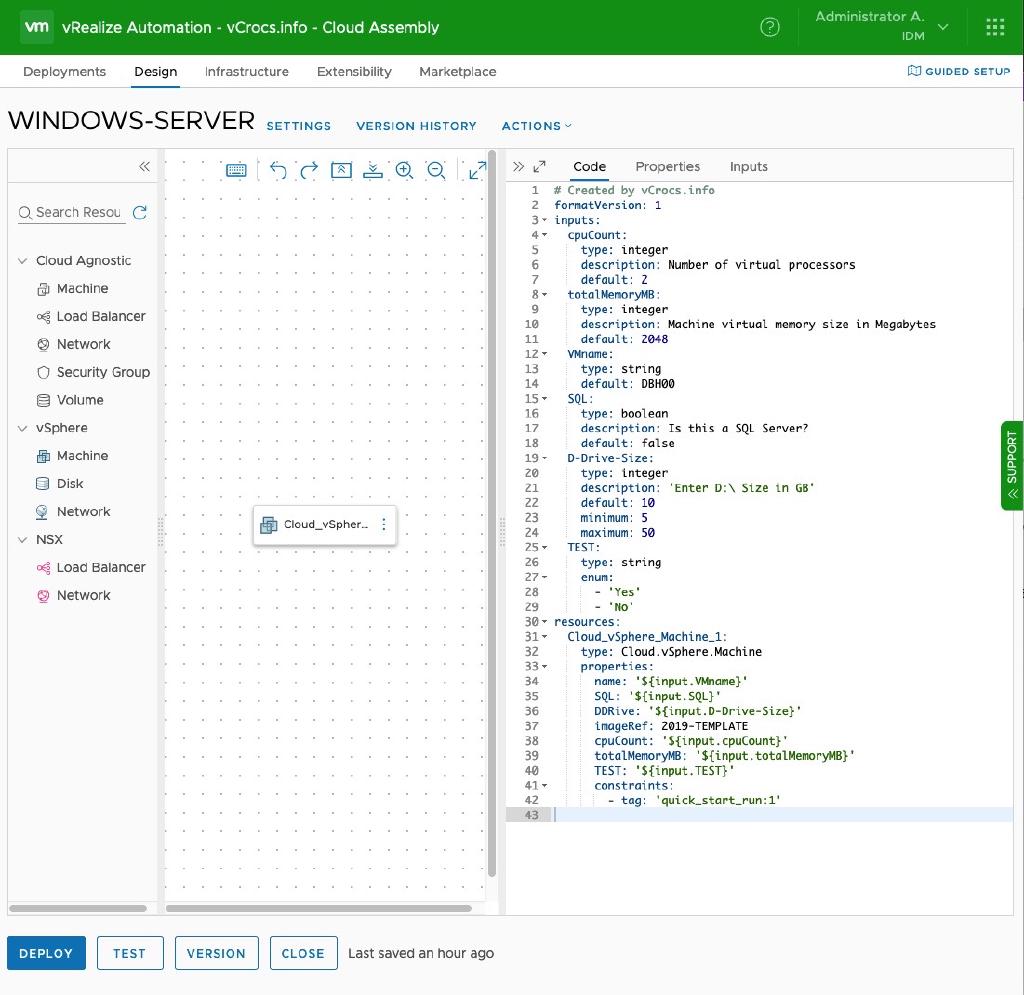 vm vRealize Automation - vCrocs.info - Cloud Assembly
Administrator A.
IDM
Deployments Design Infrastructure Extensibility Marketplace GUIDED SETUP
WINDOWS-SERVER SETTINGS VERSION HISTORY ACTIONS
Search Resou
Cloud Agnostic
Machine
Load Balancer
Network
Security Group
Volume
vSphere
Machine
Disk
Network
NSX
Load Balancer
Network
Cloud_vSpher...
Code Properties Inputs
1 # Created by vCrocs.info
2 formatVersion: 1
3 inputs:
4 cpuCount:
5 type: integer
6 description: Number of virtual processors
7 default: 2
8 totalMemoryMB:
9 type: integer
10 description: Machine virtual memory size in Megabytes
11 default: 2048
12 VMname:
13 type: string
14 default: DBH00
15 SQL:
16 type: boolean
17 description: Is this a SQL Server?
18 default: false
19 D-Drive-Size:
20 type: integer
21 description: 'Enter D:\ Size in GB'
22 default: 10
23 minimum: 5
24 maximum: 50
25 TEST:
26 type: string
27 enum:
28 - 'Yes'
29 - 'No'
30 resources:
31 Cloud_vSphere_Machine_1:
32 type: Cloud.vSphere.Machine
33 properties:
34 name: '${input.VMname}'
35 SQL: '${input.SQL}'
36 DDRive: '${input.D-Drive-Size}'
37 imageRef: 2019-TEMPLATE
38 cpuCount: '${input.cpuCount}'
39 totalMemoryMB: '${input.totalMemoryMB}'
40 TEST: '${input.TEST}'
41 constraints:
42 - tag: 'quick_start_run:1'
43
SUPPORT
DEPLOY TEST VERSION CLOSE Last saved an hour ago